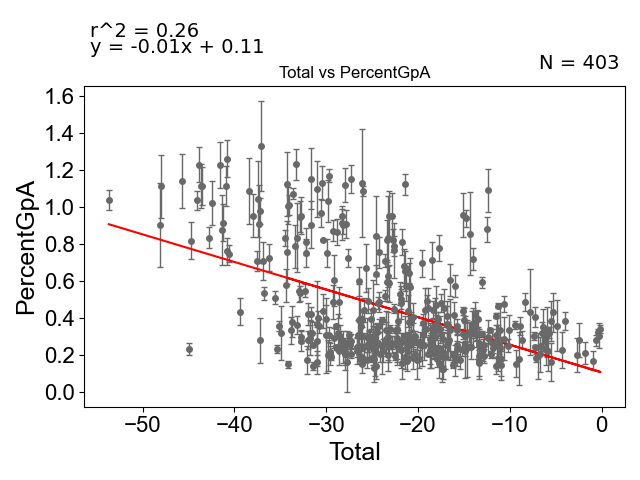 r^2 = 0.26
y = -0.01x + 0.11
N = 403
Total vs PercentGpA
PercentGpA
1.6
1.4
1.2
1.0
0.8
0.6
0.4
0.2
0.0
−50 −40 −30 −20 −10 0
Total